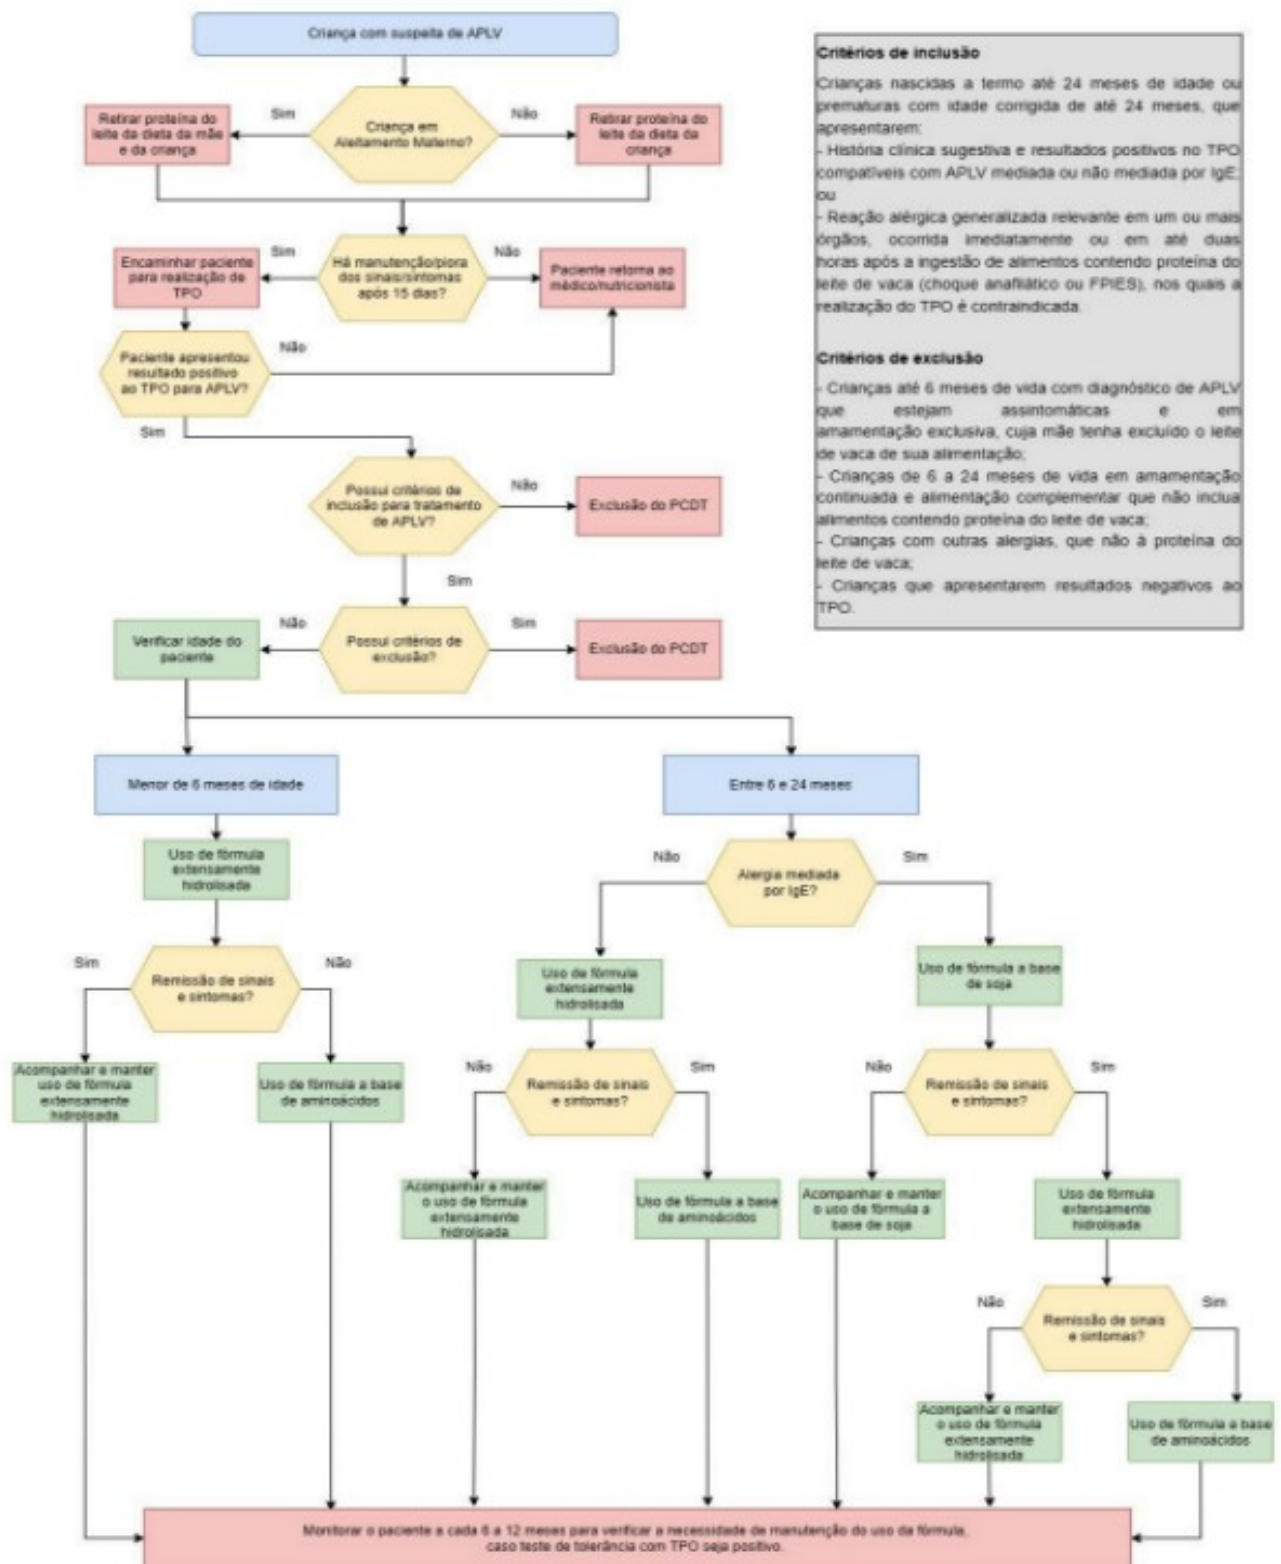 Criança com suspeita de APLV
Sim
Não
Retirar proteína do
leite da dieta da mãe
e da criança
Criança em
Aleitamento Materno?
Retirar proteína do
leite da dieta da
criança
Sim
Não
Encaminhar paciente
para realização de
TPO
Há manutenção/piora
dos sinais/sintomas
após 15 dias?
Paciente retorna ao
médico/nutricionista
Não
Paciente apresentou
resultado positivo
ao TPO para APLV?
Sim
Possui critérios de
inclusão para tratamento
de APLV?
Não
Exclusão do PCDT
Sim
Verificar idade do
paciente
Não
Possui critérios de
exclusão?
Sim
Exclusão do PCDT
Critérios de inclusão
Crianças nascidas a termo até 24 meses de idade ou
prematuras com idade corrigida de até 24 meses, que
apresentarem:
- História clínica sugestiva e resultados positivos no TPO
compatíveis com APLV mediada ou não mediada por IgE;
ou
- Reação alérgica generalizada relevante em um ou mais
órgãos, ocorrida imediatamente ou em até duas
horas após a ingestão de alimentos contendo proteína do
leite de vaca (choque anafilático ou FPIES), nos quais a
realização do TPO é contraindicada.
Critérios de exclusão
- Crianças até 6 meses de vida com diagnóstico de APLV
que estejam assintomáticas e em
amamentação exclusiva, cuja mãe tenha excluído o leite
de vaca de sua alimentação;
- Crianças de 6 a 24 meses de vida em amamentação
continuada e alimentação complementar que não inclua
alimentos contendo proteína do leite de vaca;
- Crianças com outras alergias, que não à proteína do
leite de vaca;
- Crianças que apresentarem resultados negativos ao
TPO.
Menor de 6 meses de idade
Entre 6 e 24 meses
Uso de fórmula
extensamente
hidrolisada
Não
Alergia mediada
por IgE?
Sim
Sim
Remissão de sinais
e sintomas?
Não
Uso de fórmula
extensamente
hidrolisada
Uso de fórmula a base
de soja
Acompanhar e manter
uso de fórmula
extensamente
hidrolisada
Uso de fórmula a base
de aminoácidos
Não
Remissão de sinais
e sintomas?
Sim
Não
Remissão de sinais
e sintomas?
Sim
Acompanhar e manter
o uso de fórmula
extensamente
hidrolisada
Uso de fórmula a base
de aminoácidos
Acompanhar e manter
o uso de fórmula a
base de soja
Uso de fórmula
extensamente
hidrolisada
Não
Remissão de sinais
e sintomas?
Sim
Acompanhar e manter
o uso de fórmula
extensamente
hidrolisada
Uso de fórmula a base
de aminoácidos
Monitorar o paciente a cada 6 a 12 meses para verificar a necessidade de manutenção do uso da fórmula,
caso teste de tolerância com TPO seja positivo.